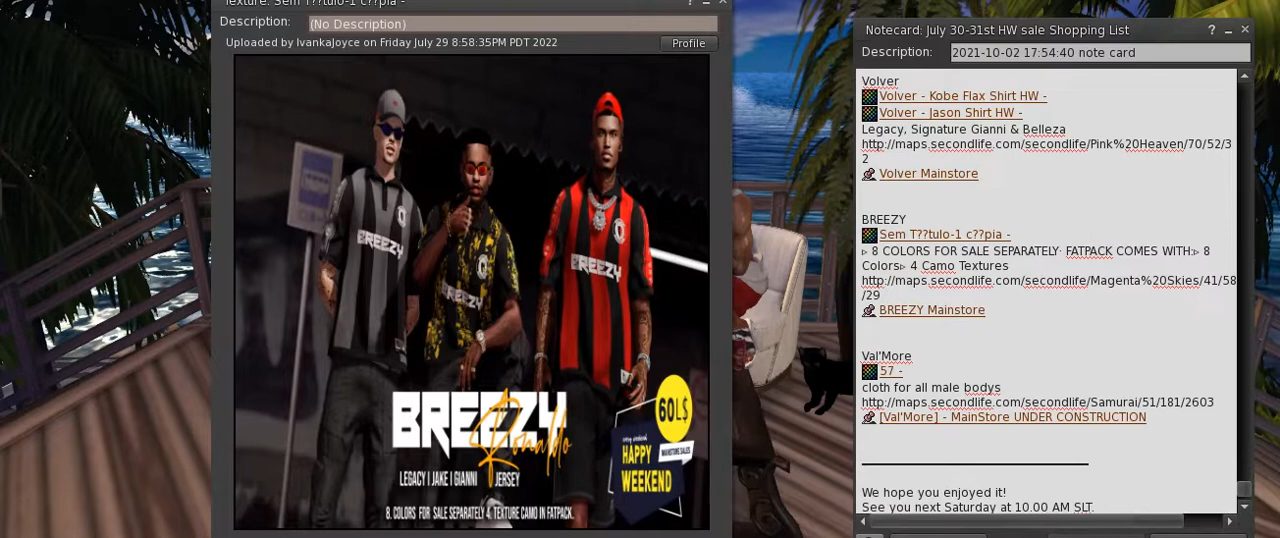 Texture: Sem T??tulo-1 c??pia -
Description: (No Description)
Uploaded by IvankaJoyce on Friday July 29 8:58:35PM PDT 2022
Profile
BREEZY
BREEZY
BREEZY
BREEZY
Ronaldo
LEGACY | JAKE | GIANNI JERSEY
8. COLORS FOR SALE SEPARATELY 4. TEXTURE CAMO IN FATPACK.
60L$
every weekend
MAINSTORE SALES
HAPPY
WEEKEND
Notecard: July 30-31st HW sale Shopping List
Description: 2021-10-02 17:54:40 note card
Volver
Volver - Kobe Flax Shirt HW -
Volver - Jason Shirt HW -
Legacy, Signature Gianni & Belleza
http://maps.secondlife.com/secondlife/Pink%20Heaven/70/52/3
2
Volver Mainstore
BREEZY
Sem T??tulo-1 c??pia -
▹ 8 COLORS FOR SALE SEPARATELY· FATPACK COMES WITH:▹ 8
Colors▹ 4 Camo Textures
http://maps.secondlife.com/secondlife/Magenta%20Skies/41/58
/29
BREEZY Mainstore
Val'More
57 -
cloth for all male bodys
http://maps.secondlife.com/secondlife/Samurai/51/181/2603
[Val'More] - MainStore UNDER CONSTRUCTION
We hope you enjoyed it!
See you next Saturday at 10.00 AM SLT.